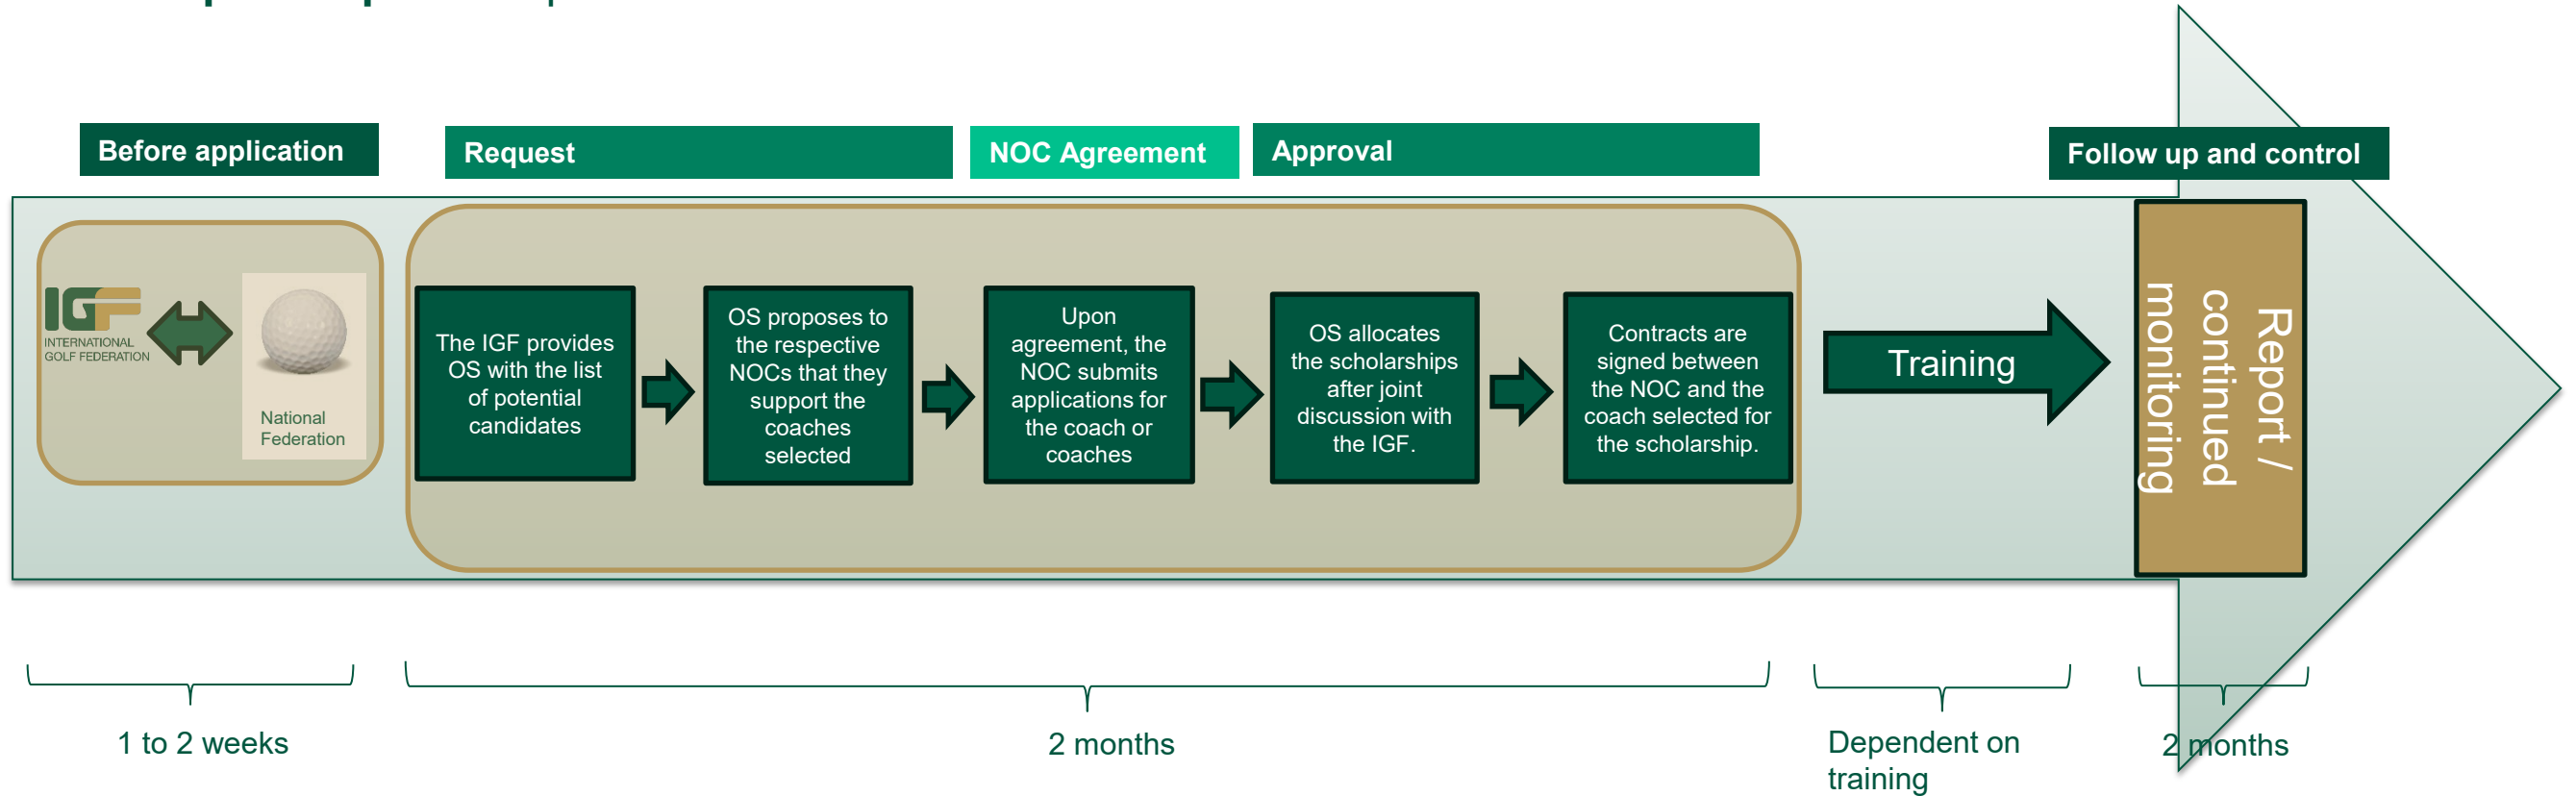 Before application
Request
NOC Agreement
Approval
Follow up and control
IGF
INTERNATIONAL
GOLF FEDERATION
National
Federation
The IGF provides
OS with the list
of potential
candidates
OS proposes to
the respective
NOCs that they
support the
coaches
selected
Upon
agreement, the
NOC submits
applications for
the coach or
coaches
OS allocates
the scholarships
after joint
discussion with
the IGF.
Contracts are
signed between
the NOC and the
coach selected for
the scholarship.
Training
Report /
continued
monitoring
1 to 2 weeks
2 months
Dependent on
training
2 months